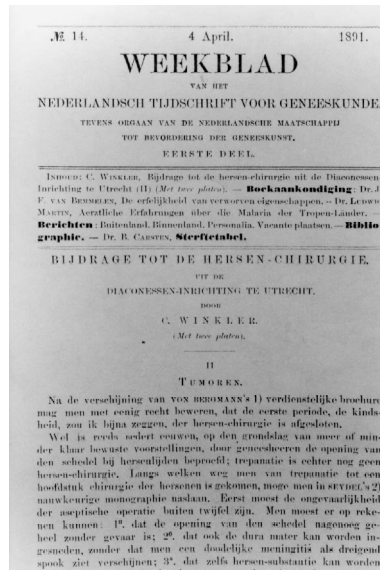 №. 14. 4 April. 1891.
WEEKBLAD
VAN HET
NEDERLANDSCH TIJDSCHRIFT VOOR GENEESKUNDE
TEVENS ORGAAN VAN DE NEDERLANDSCHE MAATSCHAPPIJ
TOT BEVORDERING DER GENEESKUNST.
EERSTE DEEL.
INHOUD: C. WINKLER, Bijdrage tot de hersen-chirurgie uit de Diaconessen-
Inrichting te Utrecht (II) (Met twee platen). — Boekaankondiging: Dr. J
F. VAN BEMMELEN, De erfelijkheid van verworven eigenschappen. — Dr. LUDWIG
MARTIN, Aerztliche Erfahrungen über die Malaria der Tropen-Länder. —
Berichten: Buitenland. Binnenland. Personalia. Vacante plaatsen. — Biblio
graphie. — Dr. B. CARSTEN, Sterftetabel.
BIJDRAGE TOT DE HERSEN-CHIRURGIE.
UIT DE
DIACONESSEN-INRICHTING TE UTRECHT.
DOOR
C. WINKLER.
(Met twee platen).
II
TUMOREN.
Na de verschijning van VON BERGMANN's 1) verdienstelijke brochure
mag men met eenig recht beweren, dat de eerste periode, de kinds-
heid, zou ik bijna zeggen, der hersen-chirurgie is afgesloten.
Wel is reeds sedert eeuwen, op den grondslag van meer of min-
der klaar bewuste voorstellingen, door geneesheeren de opening van
den schedel bij hersenlijden beproefd; trepanatie is echter nog geen
hersen-chirurgie. Langs welken weg men van trepanatie tot een
hoofdstuk chirurgie der hersenen is gekomen, moge men in SEYDEL's 2)
nauwkeurige monographie naslaan. Eerst moest de ongevaarlijkheid
der aseptische operatie buiten twijfel zijn. Men moest er op reke-
nen kunnen: 1°. dat de opening van den schedel nagenoeg ge-
heel zonder gevaar is; 2°. dat ook de dura mater kan worden in-
gesneden, zonder dat men een doodelijke meningitis als dreigend
spook ziet verschijnen; 3°. dat zelfs hersen-substantie kan worden